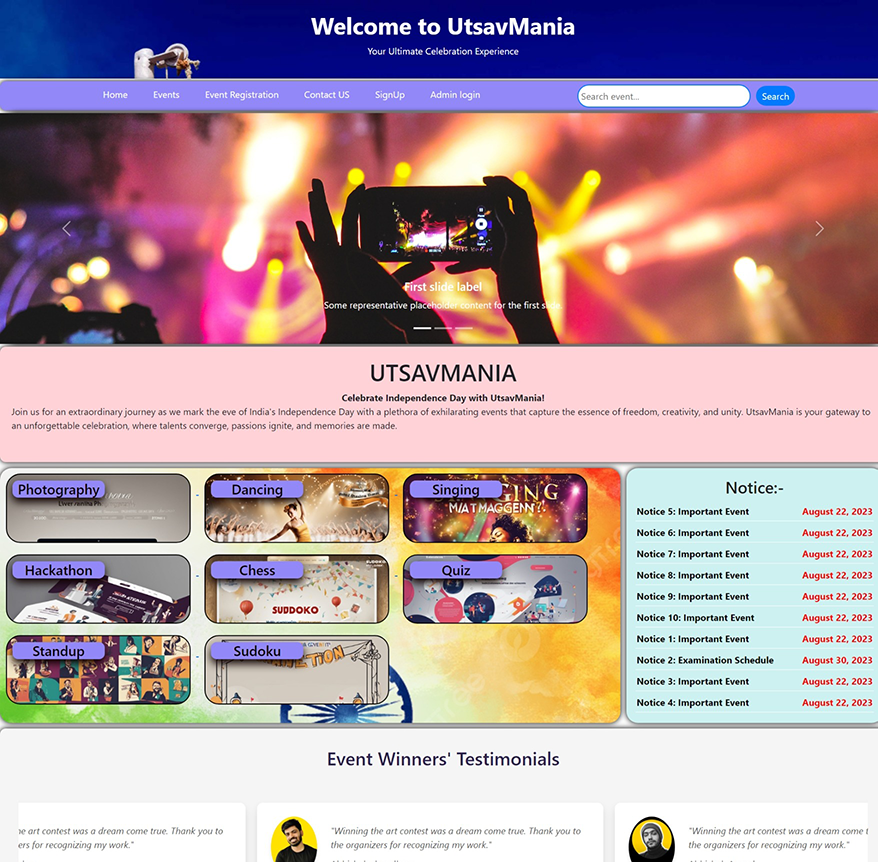 Welcome to UtsavMania
Your Ultimate Celebration Experience
Home Events Event Registration Contact US SignUp Admin login Search event... Search
First slide label
Some representative placeholder content for the first slide.
UTSAVMANIA
Celebrate Independence Day with UtsavMania!
Join us for an extraordinary journey as we mark the eve of India's Independence Day with a plethora of exhilarating events that capture the essence of freedom, creativity, and unity. UtsavMania is your gateway to
an unforgettable celebration, where talents converge, passions ignite, and memories are made.
Photography
Dancing
Singing
Hackathon
Chess
SUDDOKO
Quiz
Standup
Sudoku
Notice:-
Notice 5: Important Event August 22, 2023
Notice 6: Important Event August 22, 2023
Notice 7: Important Event August 22, 2023
Notice 8: Important Event August 22, 2023
Notice 9: Important Event August 22, 2023
Notice 10: Important Event August 22, 2023
Notice 1: Important Event August 22, 2023
Notice 2: Examination Schedule August 30, 2023
Notice 3: Important Event August 22, 2023
Notice 4: Important Event August 22, 2023
Event Winners' Testimonials
he art contest was a dream come true. Thank you to
ers for recognizing my work."
"Winning the art contest was a dream come true. Thank you to
the organizers for recognizing my work."
"Winning the art contest was a dream come t
the organizers for recognizing my work."